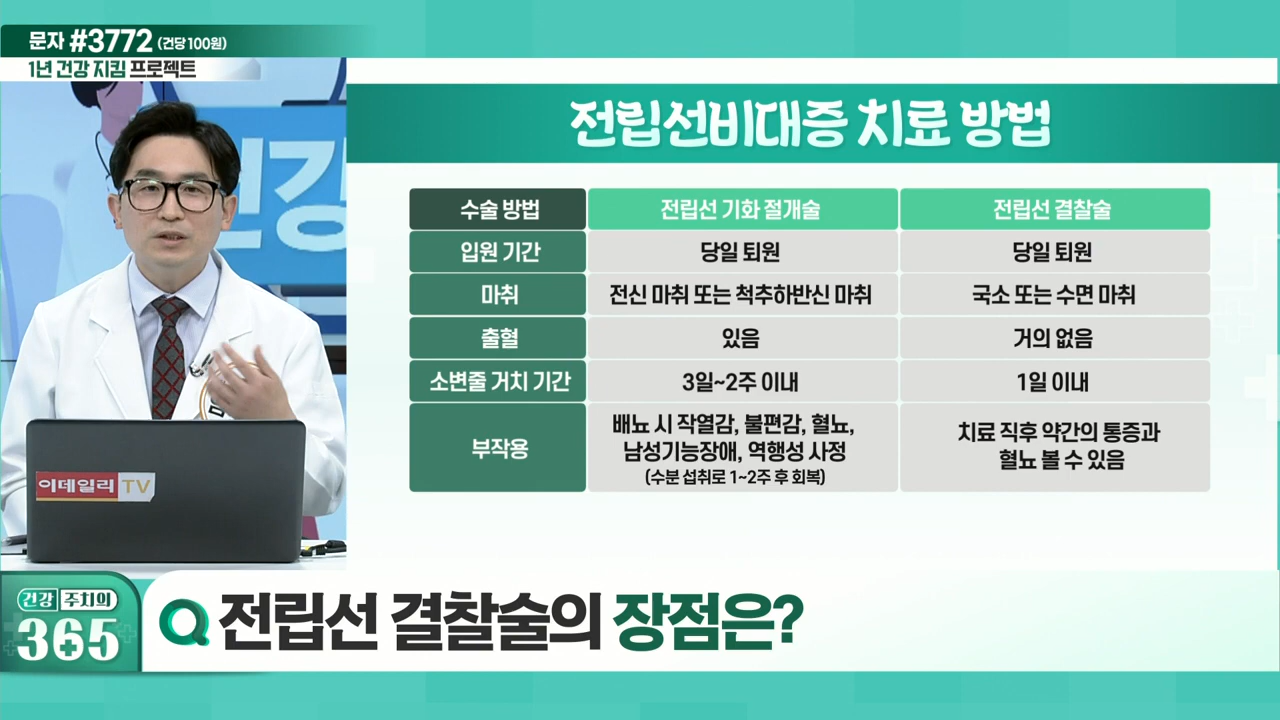 문자 #3772 (건당 100원)
1년 건강 지킴 프로젝트
건강
전립선비대증 치료 방법
수술 방법 전립선 기화 절개술 전립선 결찰술
입원 기간 당일 퇴원 당일 퇴원
마취 전신 마취 또는 척추하반신 마취 국소 또는 수면 마취
출혈 있음 거의 없음
소변줄 거치 기간 3일~2주 이내 1일 이내
부작용 배뇨 시 작열감, 불편감, 혈뇨,
남성기능장애, 역행성 사정
(수분 섭취로 1~2주 후 회복)
치료 직후 약간의 통증과
혈뇨 볼 수 있음
이데일리 TV
건강 주치의
365
Q 전립선 결찰술의 장점은?